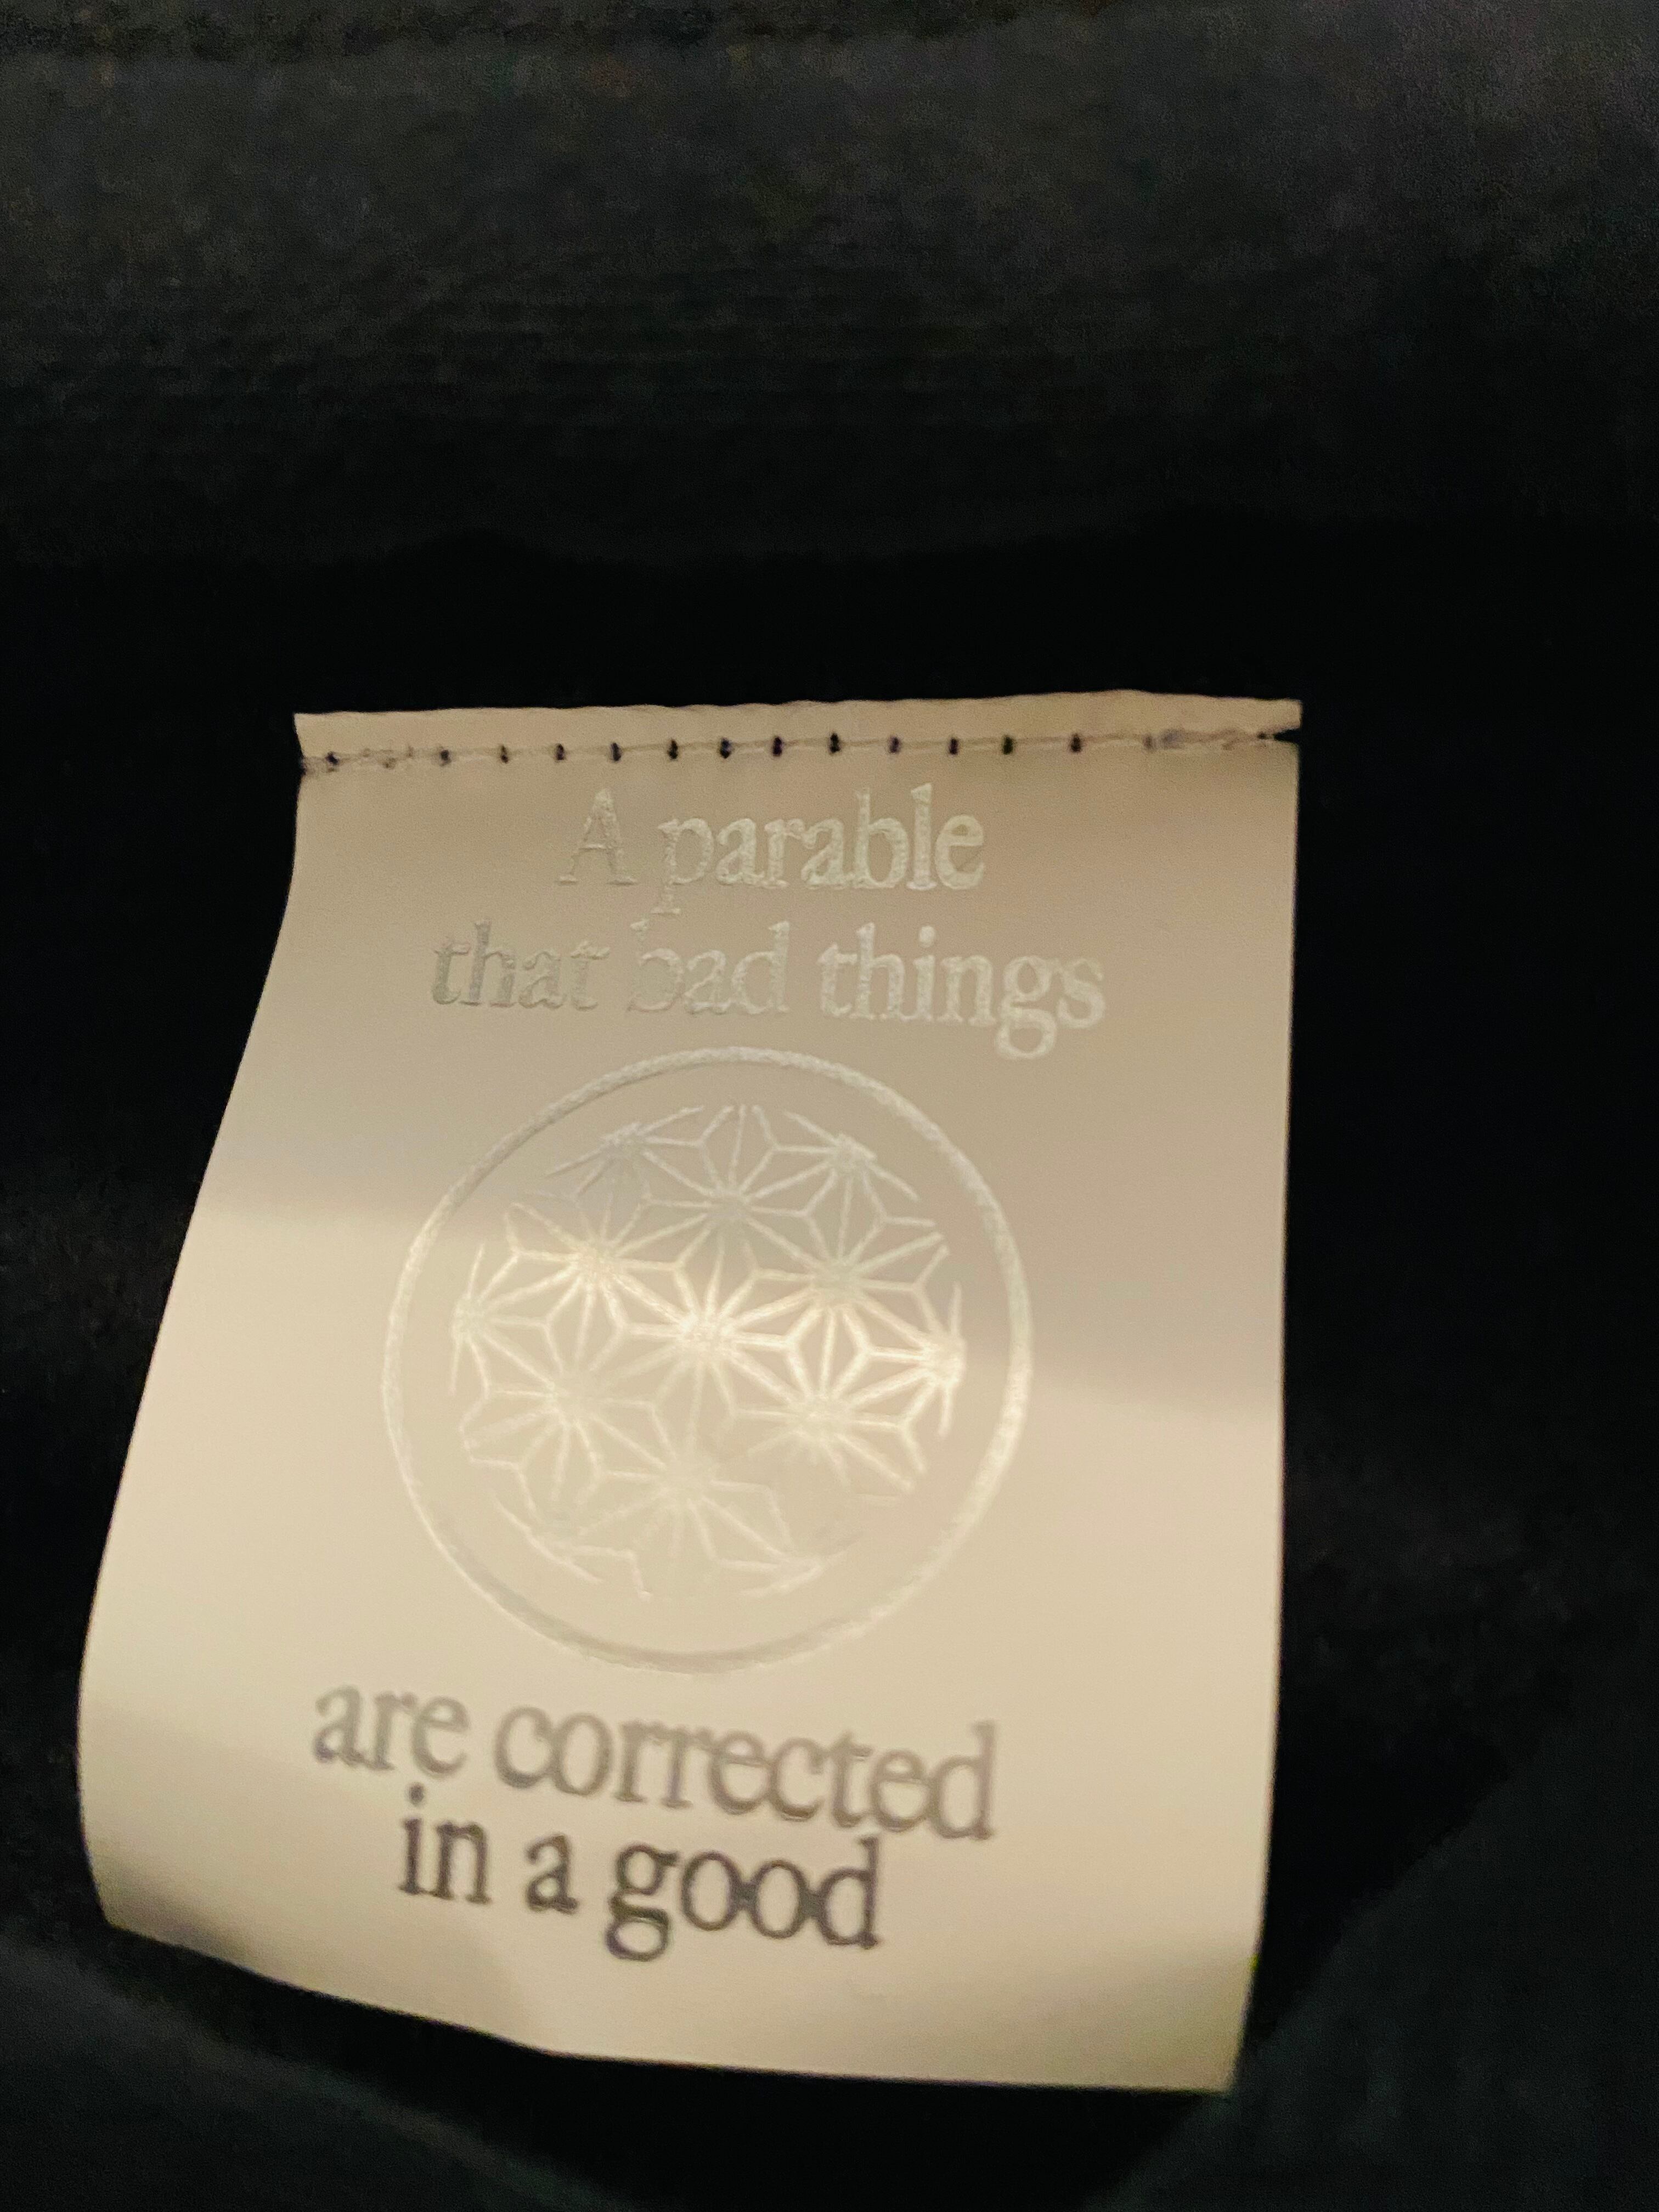 A parable
that bad things
are corrected
in a good